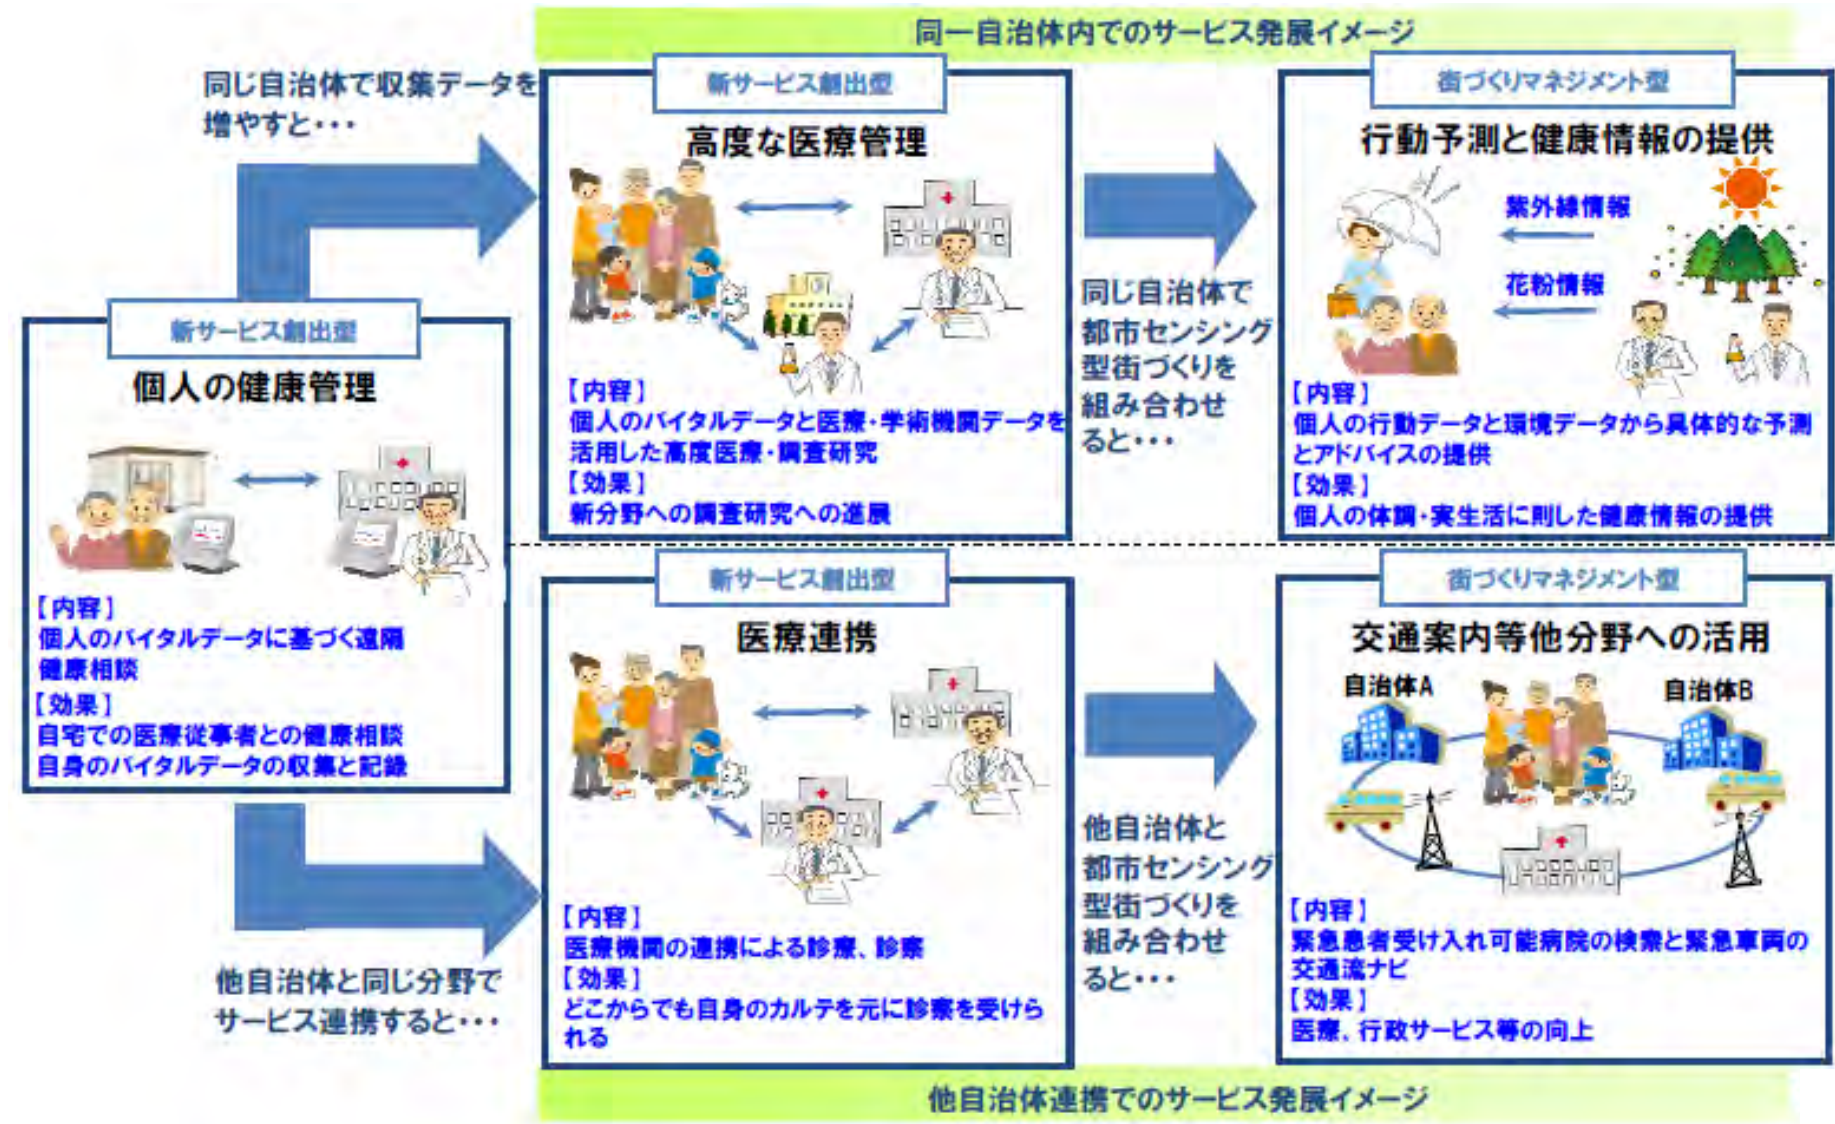 同一自治体内でのサービス発展イメージ
同じ自治体で収集データを
増やすと・・・
新サービス創出型
個人の健康管理
【内容】
個人のバイタルデータに基づく遠隔
健康相談
【効果】
自宅での医療従事者との健康相談
自身のバイタルデータの収集と記録
新サービス創出型
高度な医療管理
【内容】
個人のバイタルデータと医療・学術機関データを
活用した高度医療・調査研究
【効果】
新分野への調査研究への進展
同じ自治体で
都市センシング
型街づくりを
組み合わせ
ると・・・
街づくりマネジメント型
行動予測と健康情報の提供
紫外線情報
花粉情報
【内容】
個人の行動データと環境データから具体的な予測
とアドバイスの提供
【効果】
個人の体調・実生活に則した健康情報の提供
他自治体と同じ分野で
サービス連携すると・・・
新サービス創出型
医療連携
【内容】
医療機関の連携による診療、診察
【効果】
どこからでも自身のカルテを元に診察を受けら
れる
他自治体と
都市センシング
型街づくりを
組み合わせ
ると・・・
街づくりマネジメント型
交通案内等他分野への活用
自治体A
自治体B
【内容】
緊急患者受け入れ可能病院の検索と緊急車両の
交通流ナビ
【効果】
医療、行政サービス等の向上
他自治体連携でのサービス発展イメージ